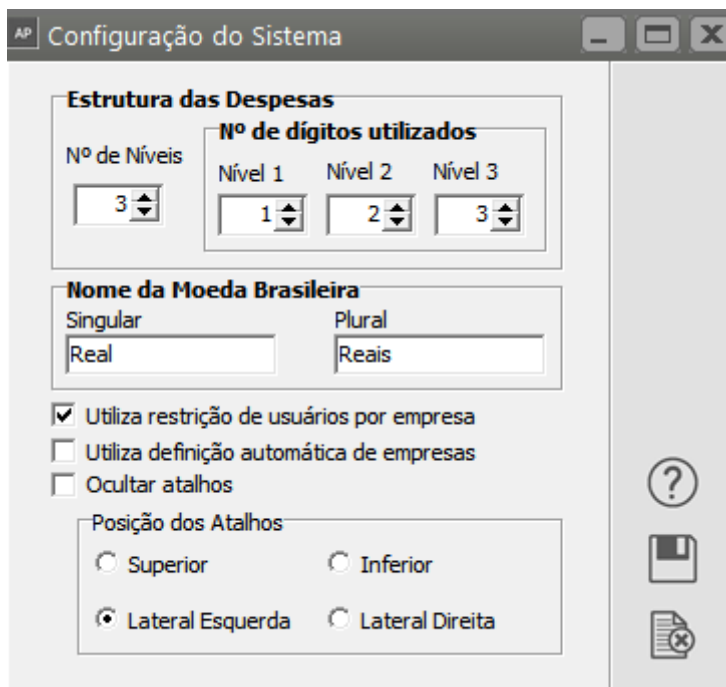 AP Configuração do Sistema
Estrutura das Despesas
Nº de Níveis
3
Nº de dígitos utilizados
Nível 1 Nível 2 Nível 3
1 2 3
Nome da Moeda Brasileira
Singular Plural
Real Reais
Utiliza restrição de usuários por empresa
Utiliza definição automática de empresas
Ocultar atalhos
Posição dos Atalhos
Superior Inferior
Lateral Esquerda Lateral Direita
?